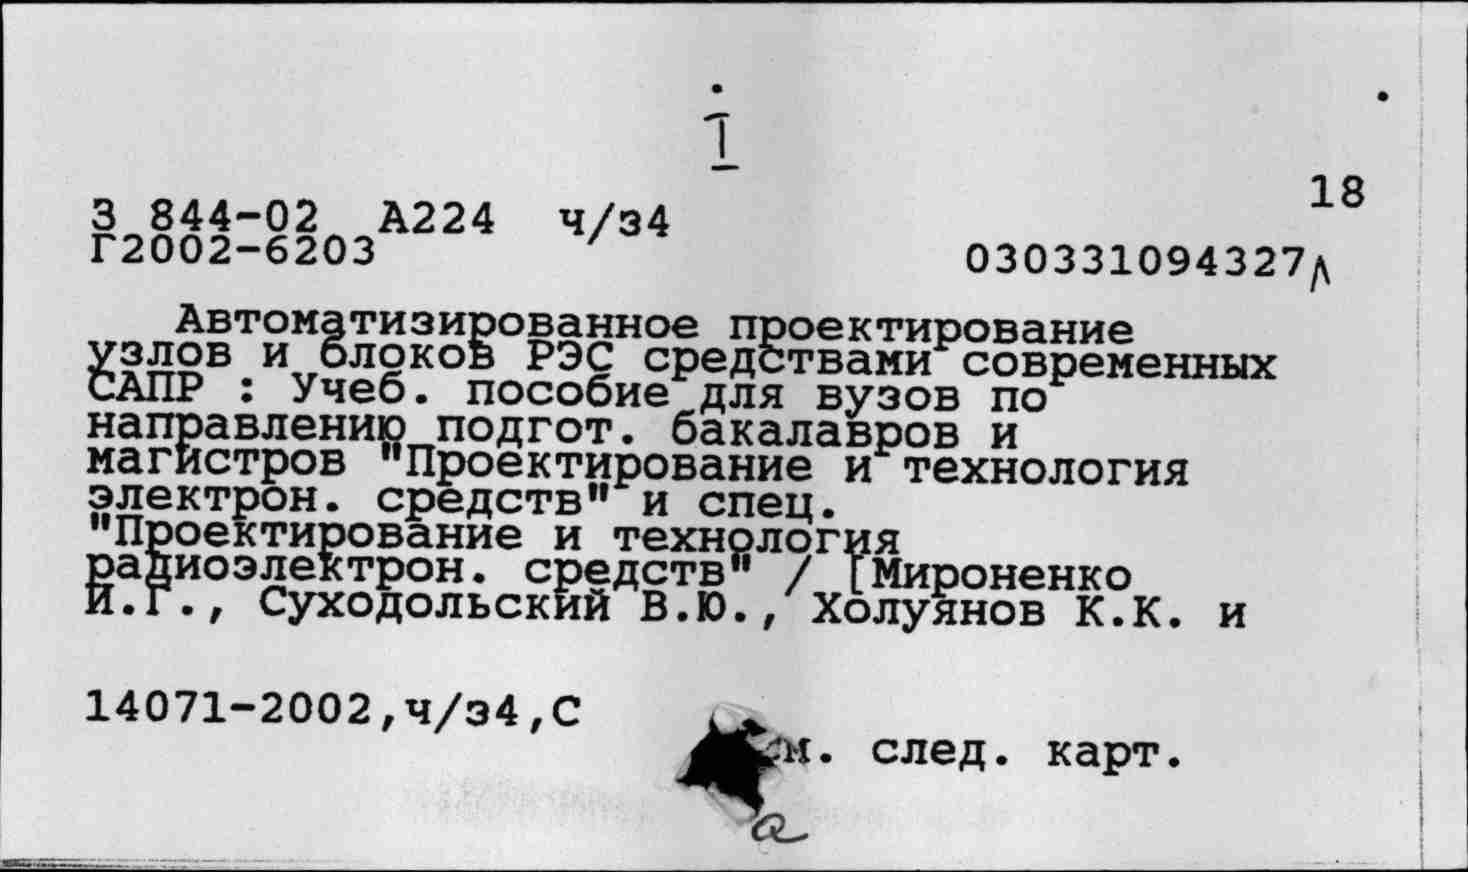 1
18
З 844-02 А224 ч/з4
Г2002-6203
030331094327
Автоматизированное проектирование
узлов и блоков РЭС средствами современных
САПР : Учеб. пособие для вузов по
направлению подгот. бакалавров и
магистров "Проектирование и технология
электрон. средств" и спец.
"Проектирование и технология
радиоэлектрон. средств" / [Мироненко
И.Г., Суходольский В.Ю., Холуянов К.К. и
14071-2002,ч/з4,С
след. карт.